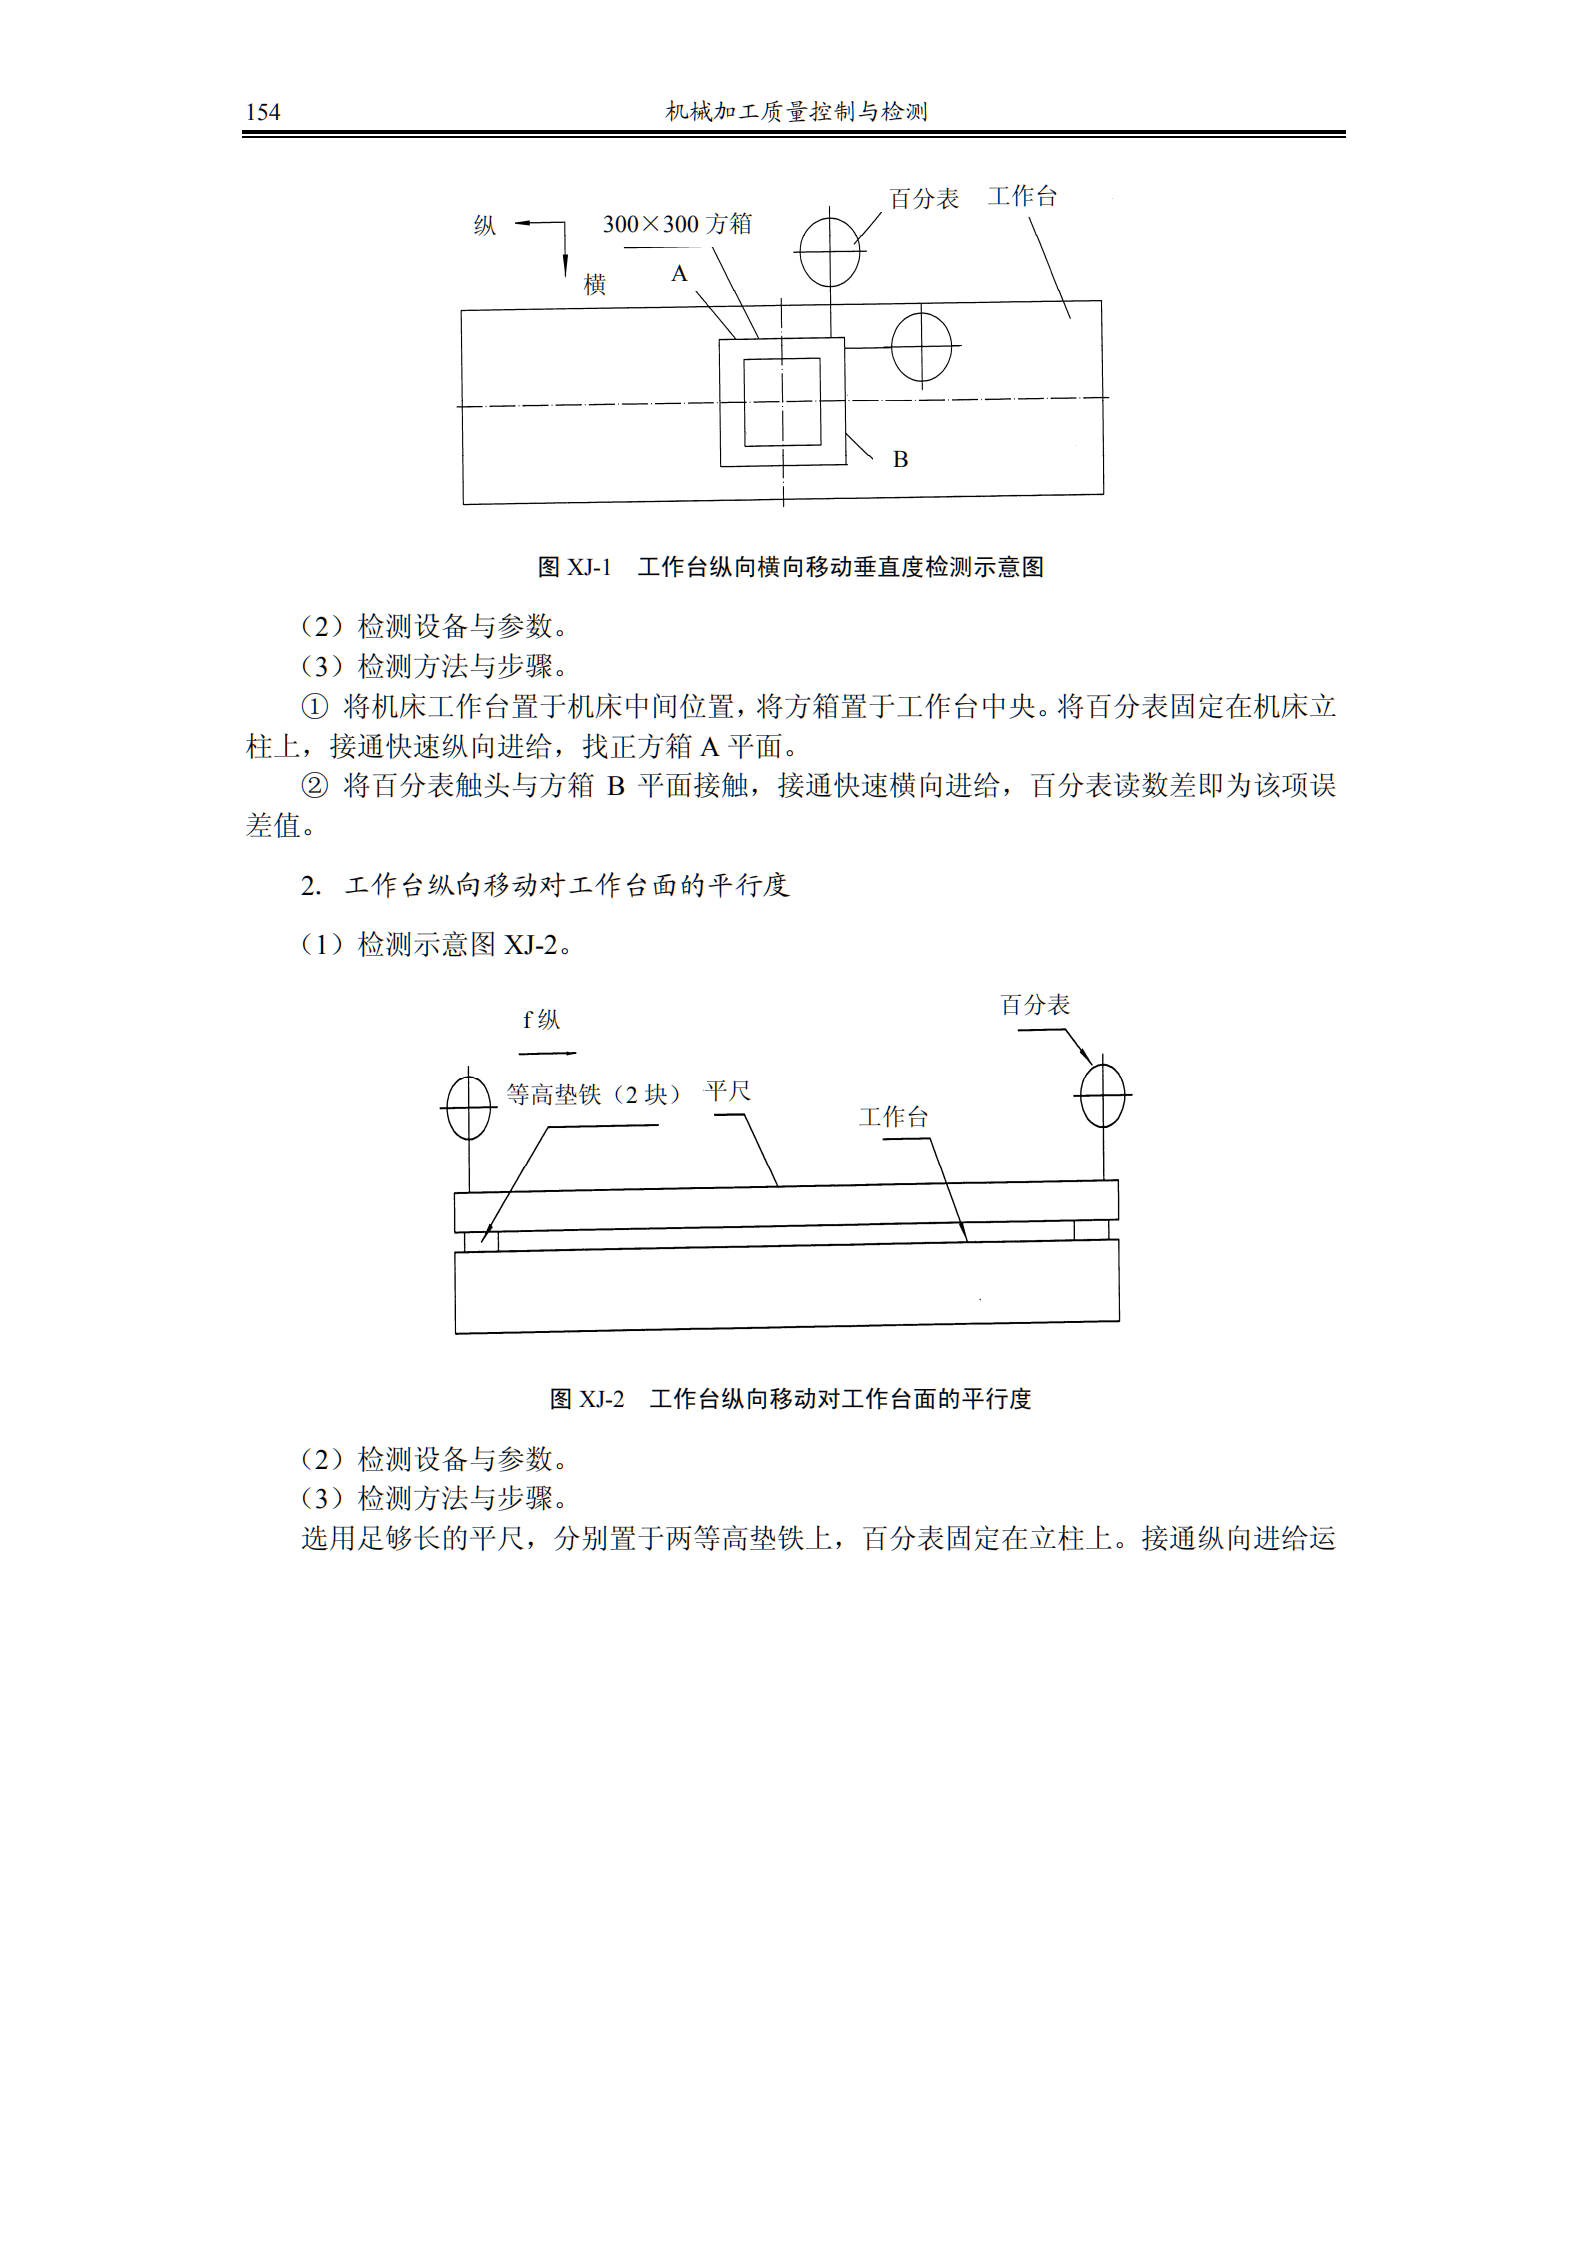 154 机械加工质量控制与检测
百分表 工作台
纵 300×300 方箱
横 A
B
图 XJ-1 工作台纵向横向移动垂直度检测示意图
（2）检测设备与参数。
（3）检测方法与步骤。
① 将机床工作台置于机床中间位置，将方箱置于工作台中央。将百分表固定在机床立
柱上，接通快速纵向进给，找正方箱 A 平面。
② 将百分表触头与方箱 B 平面接触，接通快速横向进给，百分表读数差即为该项误
差值。
2. 工作台纵向移动对工作台面的平行度
（1）检测示意图 XJ-2。
f 纵 百分表
等高垫铁（2 块） 平尺
工作台
图 XJ-2 工作台纵向移动对工作台面的平行度
（2）检测设备与参数。
（3）检测方法与步骤。
选用足够长的平尺，分别置于两等高垫铁上，百分表固定在立柱上。接通纵向进给运